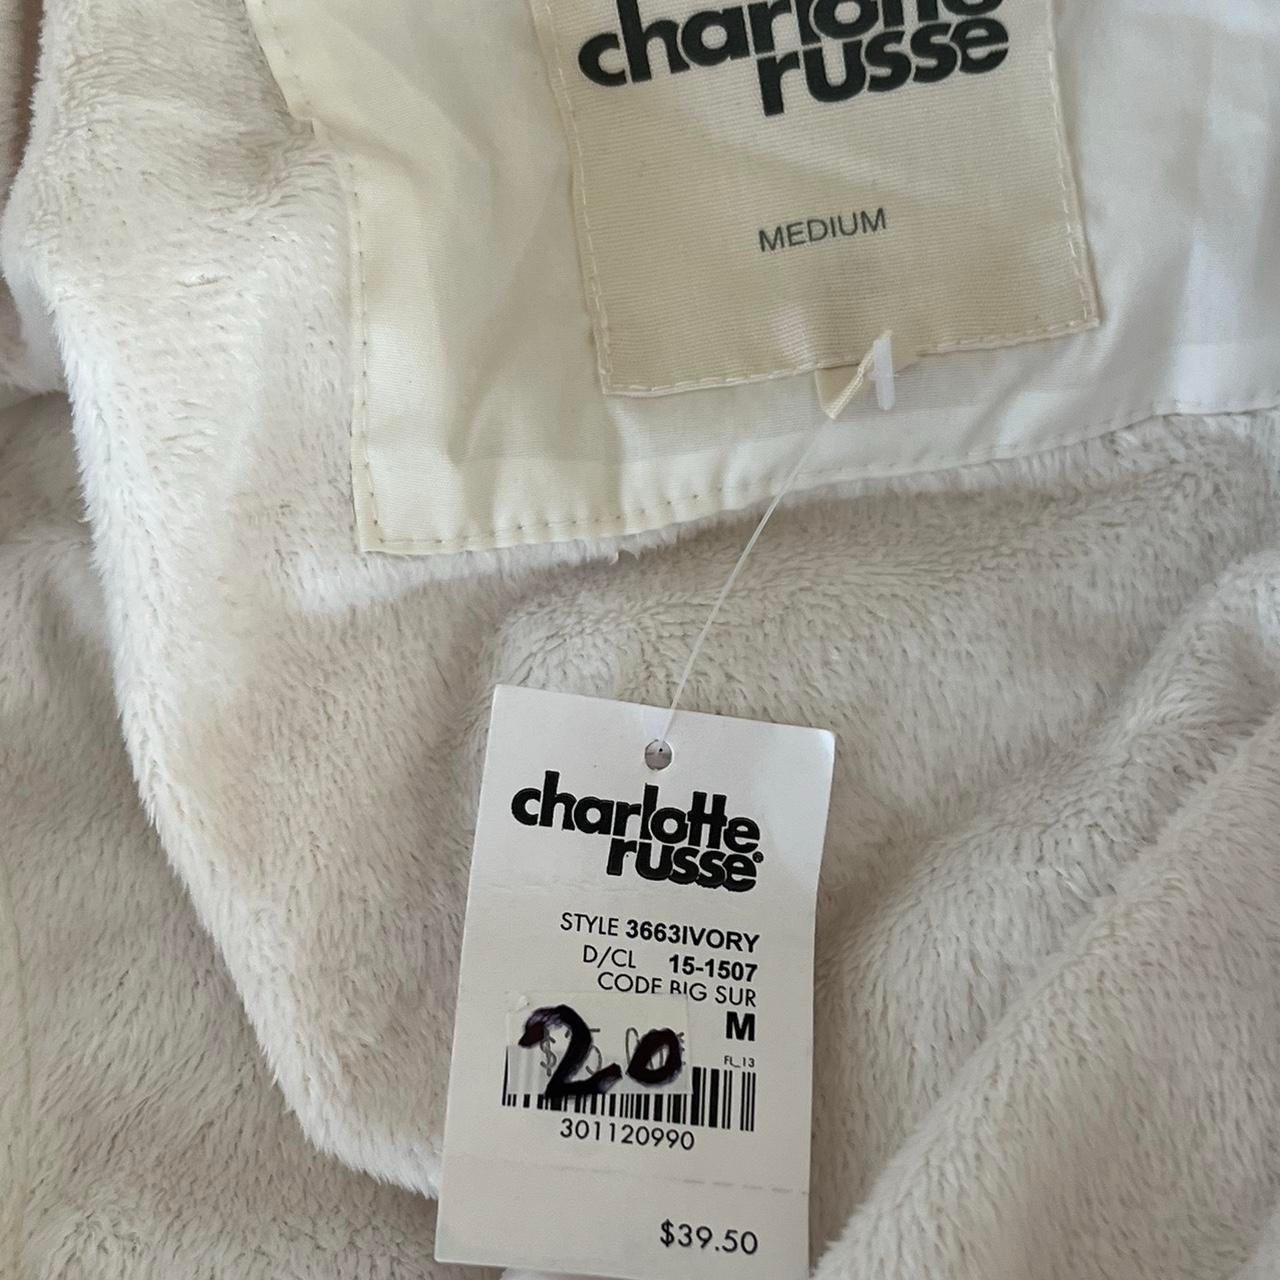 charlotte
russe
MEDIUM
charlotte
russe®
STYLE 3663IVORY
D/CL 15-1507
CODE BIG SUR
M
20
FL_13
301120990
$39.50